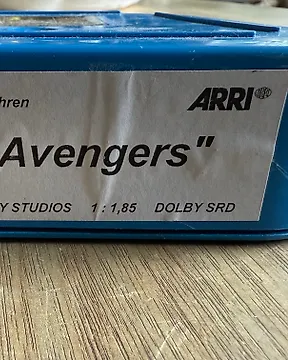 hren ARRI
Avengers"
Y STUDIOS 1 : 1,85 DOLBY SRD